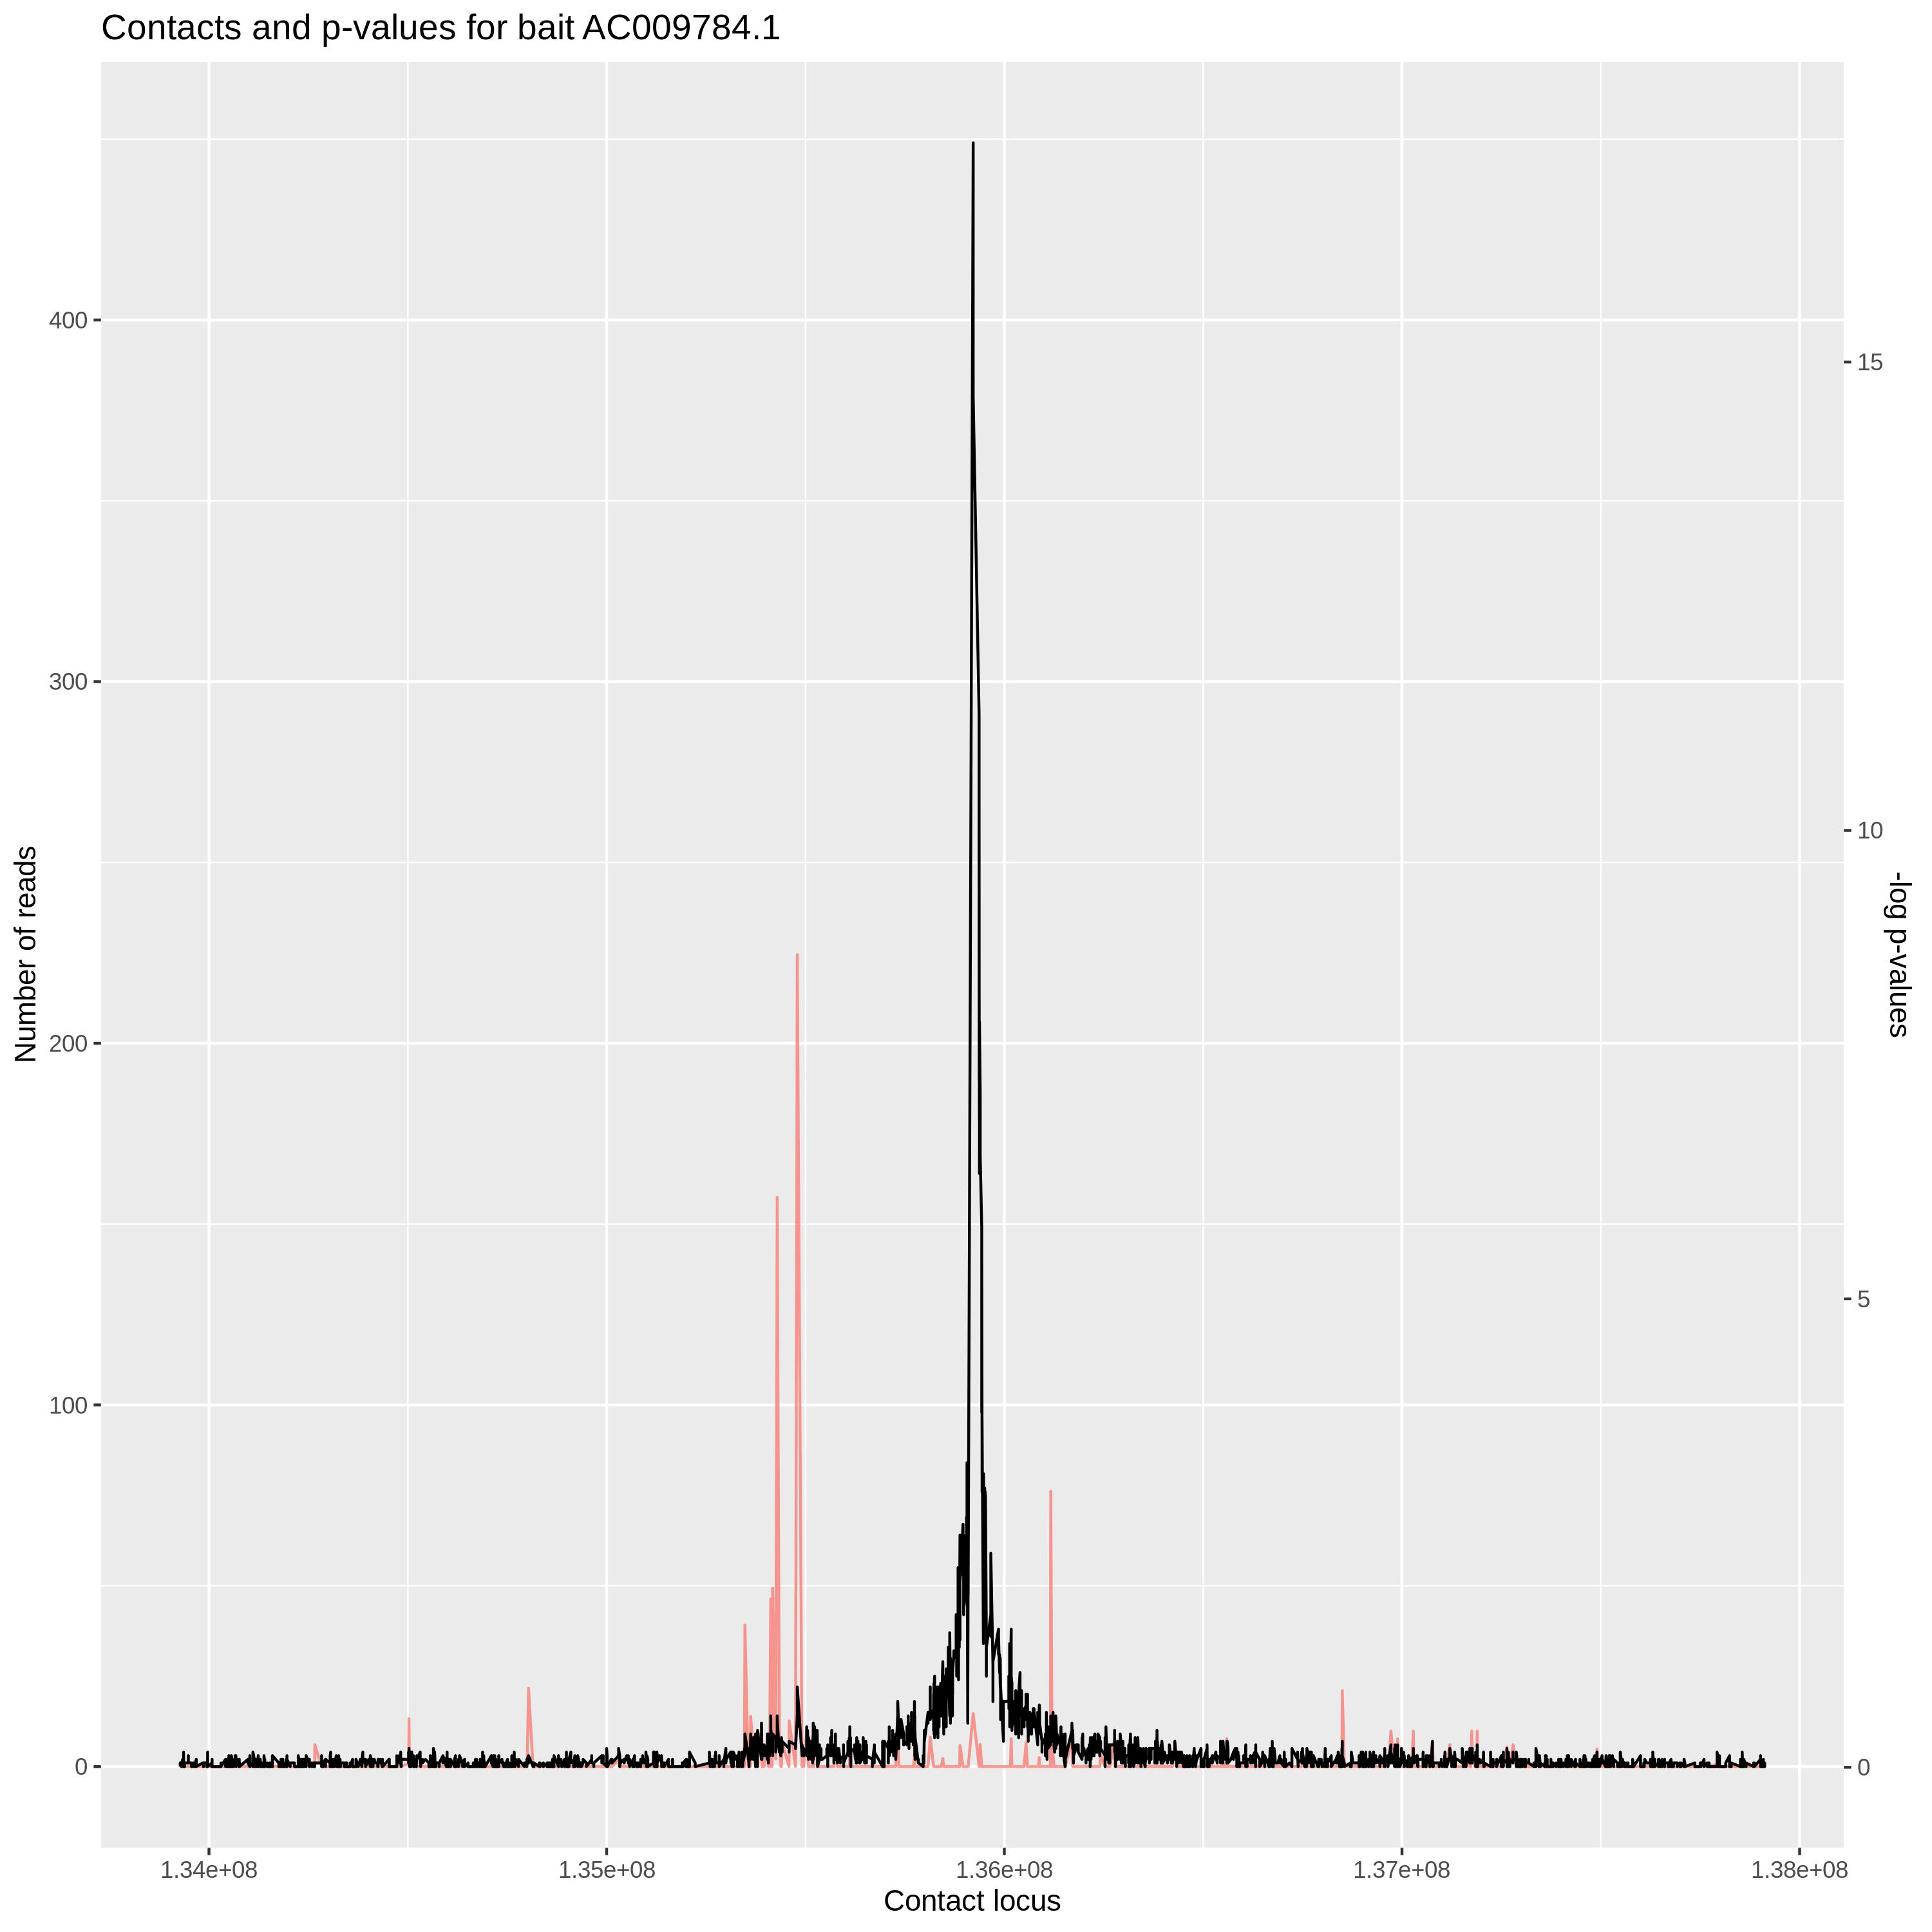 Contacts and p-values for bait AC009784.1
400
300
200
100
0
15
10
5
0
Number of reads
-log p-values
1.34e+08 1.35e+08 1.36e+08 1.37e+08 1.38e+08
Contact locus